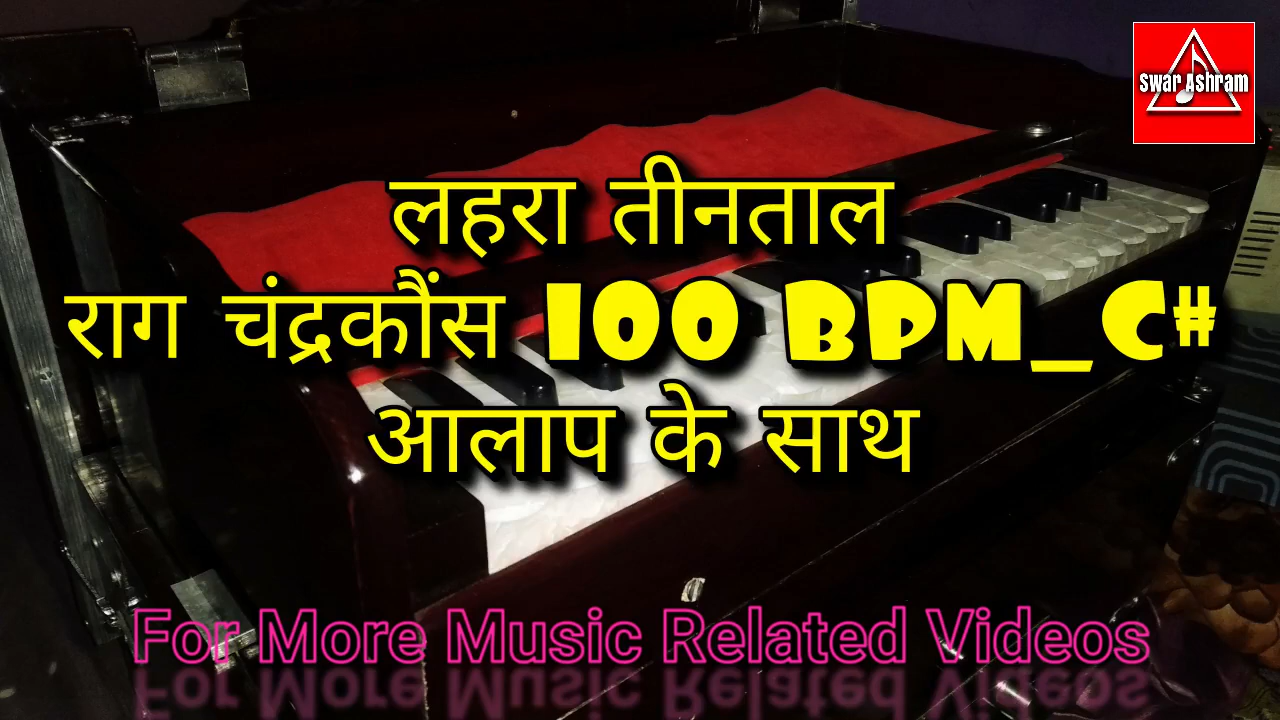 Swar Ashram
लहरा तीनताल
राग चंद्रकौंस 100 BPM_C#
आलाप के साथ
For More Music Related Videos